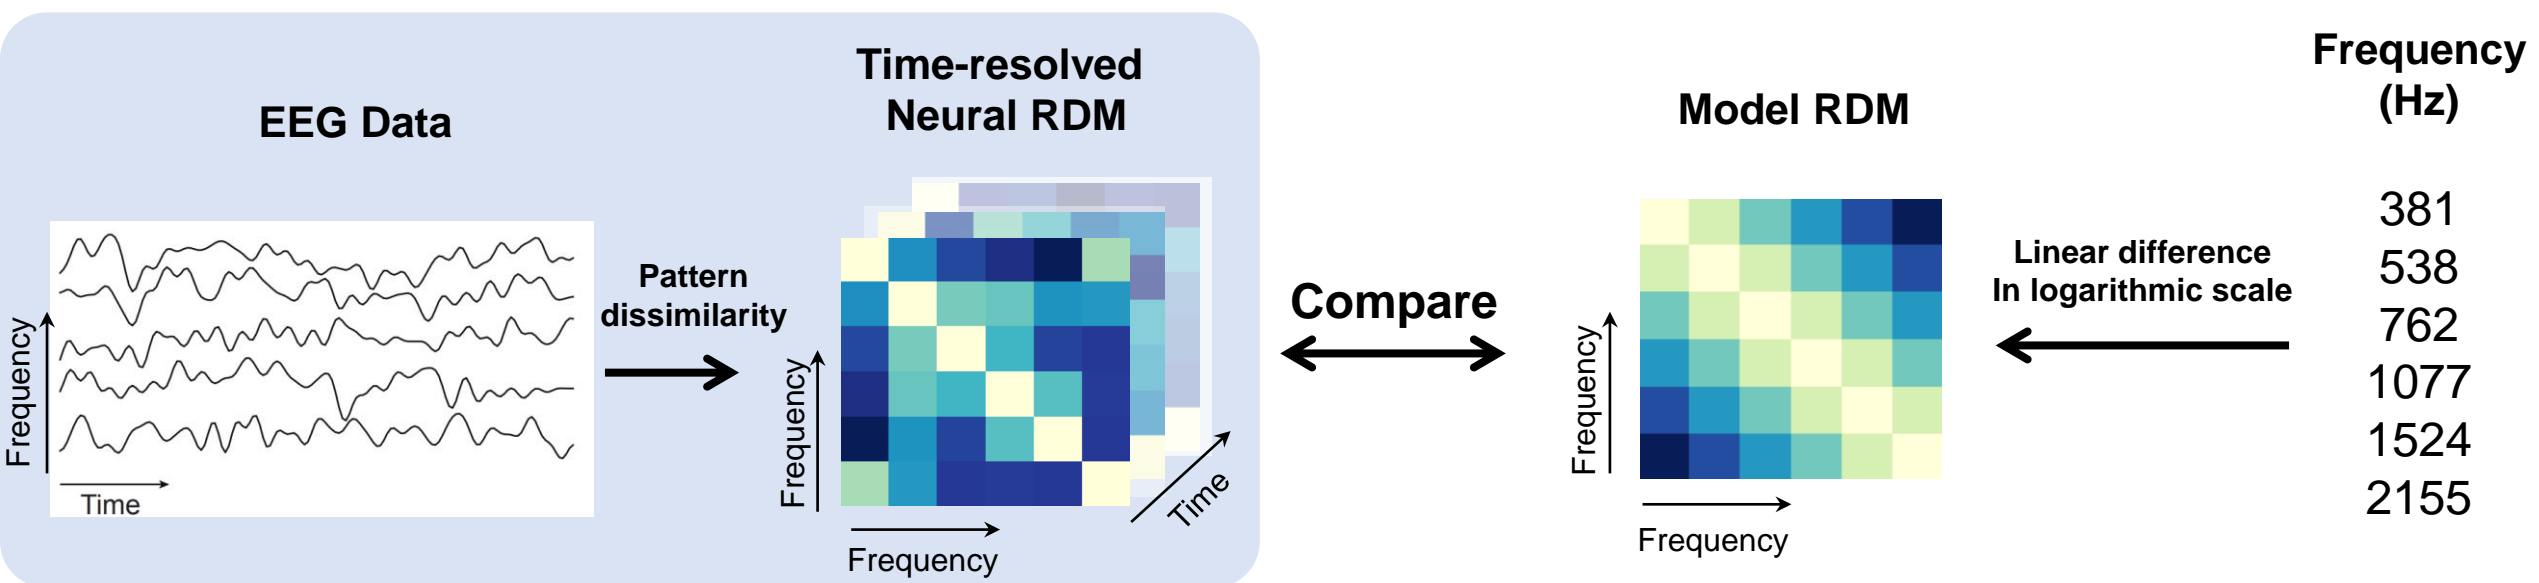 EEG Data
Frequency
Time
Pattern
dissimilarity
Time-resolved
Neural RDM
Frequency
Frequency
Time
Compare
Model RDM
Frequency
Frequency
Linear difference
In logarithmic scale
Frequency
(Hz)
381
538
762
1077
1524
2155